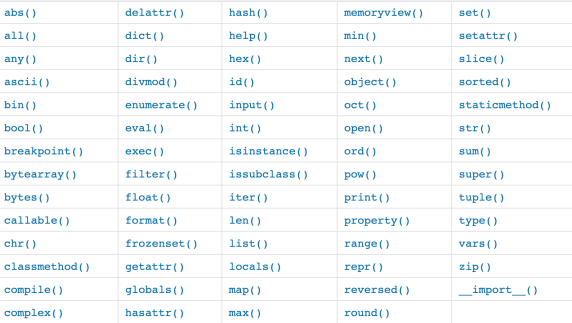 abs() delattr() hash() memoryview() set()
all() dict() help() min() setattr()
any() dir() hex() next() slice()
ascii() divmod() id() object() sorted()
bin() enumerate() input() oct() staticmethod()
bool() eval() int() open() str()
breakpoint() exec() isinstance() ord() sum()
bytearray() filter() issubclass() pow() super()
bytes() float() iter() print() tuple()
callable() format() len() property() type()
chr() frozenset() list() range() vars()
classmethod() getattr() locals() repr() zip()
compile() globals() map() reversed() __import__()
complex() hasattr() max() round()